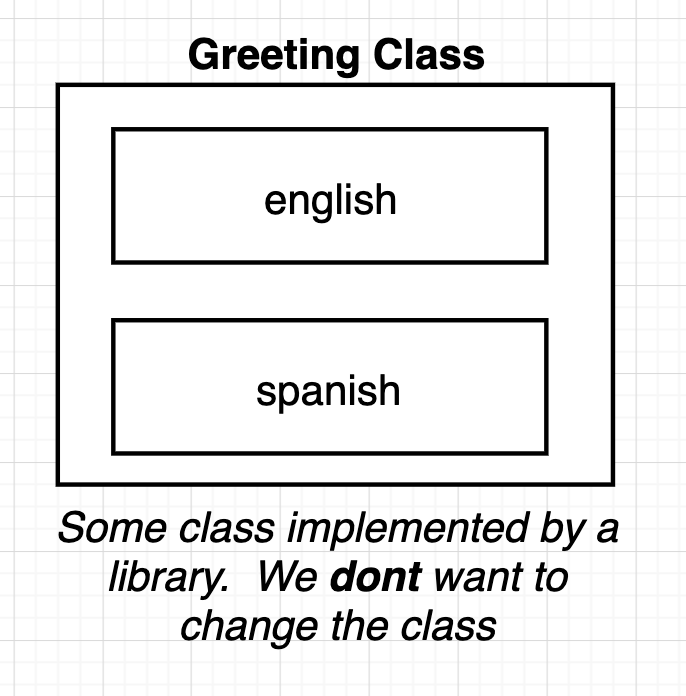 Greeting Class
english
spanish
Some class implemented by a
library. We dont want to
change the class